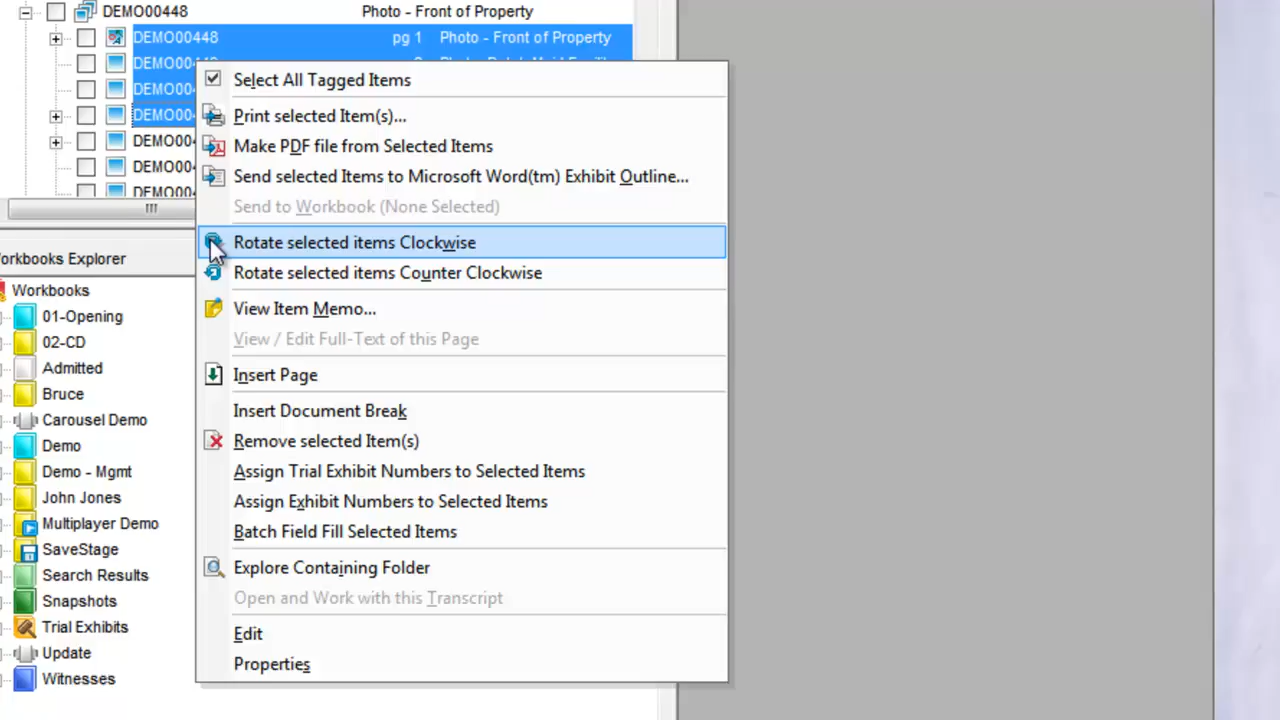 DEMO00448 Photo - Front of Property
DEMO00448 pg 1 Photo - Front of Property
Select All Tagged Items
DEMO00
Print selected Item(s)...
DEMO00
Make PDF file from Selected Items
DEMO00
Send selected Items to Microsoft Word(tm) Exhibit Outline...
Send to Workbook (None Selected)
Rotate selected items Clockwise
Rotate selected items Counter Clockwise
View Item Memo...
View / Edit Full-Text of this Page
Insert Page
Insert Document Break
Remove selected Item(s)
Assign Trial Exhibit Numbers to Selected Items
Assign Exhibit Numbers to Selected Items
Batch Field Fill Selected Items
Explore Containing Folder
Open and Work with this Transcript
Edit
Properties
orkbooks Explorer
Workbooks
01-Opening
02-CD
Admitted
Bruce
Carousel Demo
Demo
Demo - Mgmt
John Jones
Multiplayer Demo
SaveStage
Search Results
Snapshots
Trial Exhibits
Update
Witnesses